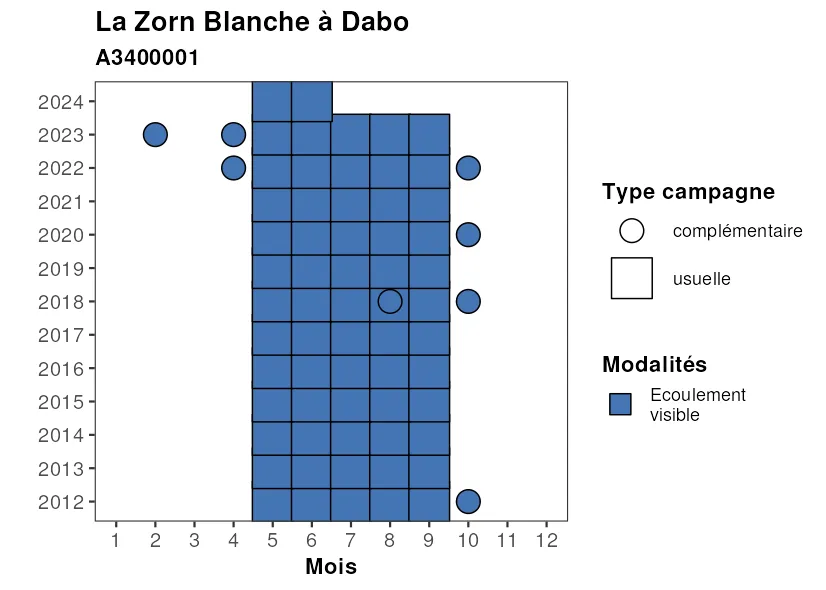 La Zorn Blanche à Dabo
A3400001
2024
2023
2022
2021
2020
2019
2018
2017
2016
2015
2014
2013
2012
1 2 3 4 5 6 7 8 9 10 11 12
Mois
Type campagne
complémentaire
usuelle
Modalités
Ecoulement
visible